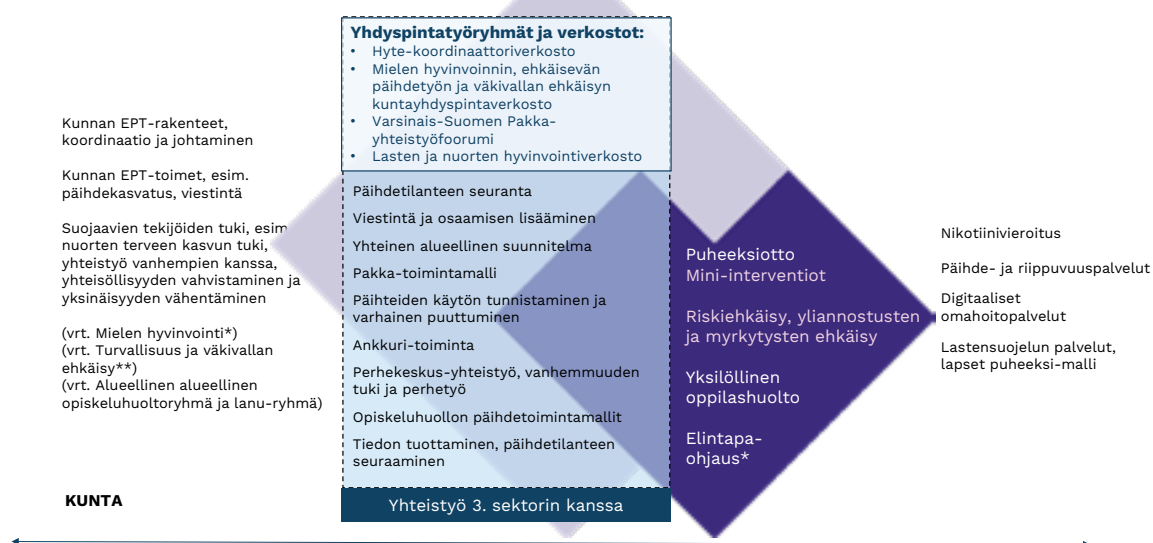 Yhdyspintatyöryhmät ja verkostot:
• Hyte-koordinaattoriverkosto
• Mielen hyvinvoinnin, ehkäisevän
päihdetyön ja väkivallan ehkäisyn
kuntayhdyspintaverkosto
• Varsinais-Suomen Pakka-
yhteistyöfoorumi
• Lasten ja nuorten hyvinvointiverkosto
Kunnan EPT-rakenteet,
koordinaatio ja johtaminen
Kunnan EPT-toimet, esim.
päihdekasvatus, viestintä
Suojaavien tekijöiden tuki, esim
nuorten terveen kasvun tuki,
yhteistyö vanhempien kanssa,
yhteisöllisyyden vahvistaminen ja
yksinäisyyden vähentäminen
(vrt. Mielen hyvinvointi*)
(vrt. Turvallisuus ja väkivallan
ehkäisy**)
(vrt. Alueellinen alueellinen
opiskeluhuoltoryhmä ja lanu-ryhmä)
KUNTA
Päihdetilanteen seuranta
Viestintä ja osaamisen lisääminen
Yhteinen alueellinen suunnitelma
Pakka-toimintamalli
Päihteiden käytön tunnistaminen ja
varhainen puuttuminen
Ankkuri-toiminta
Perhekeskus-yhteistyö, vanhemmuuden
tuki ja perhetyö
Opiskeluhuollon päihdetoimintamallit
Tiedon tuottaminen, päihdetilanteen
seuraaminen
Yhteistyö 3. sektorin kanssa
Puheeksiotto
Mini-interventiot
Riskiehkäisy, yliannostusten
ja myrkytysten ehkäisy
Yksilöllinen
oppilashuolto
Elintapa-
ohjaus*
Nikotiinivieroitus
Päihde- ja riippuvuuspalvelut
Digitaaliset
omahoitopalvelut
Lastensuojelun palvelut,
lapset puheeksi-malli